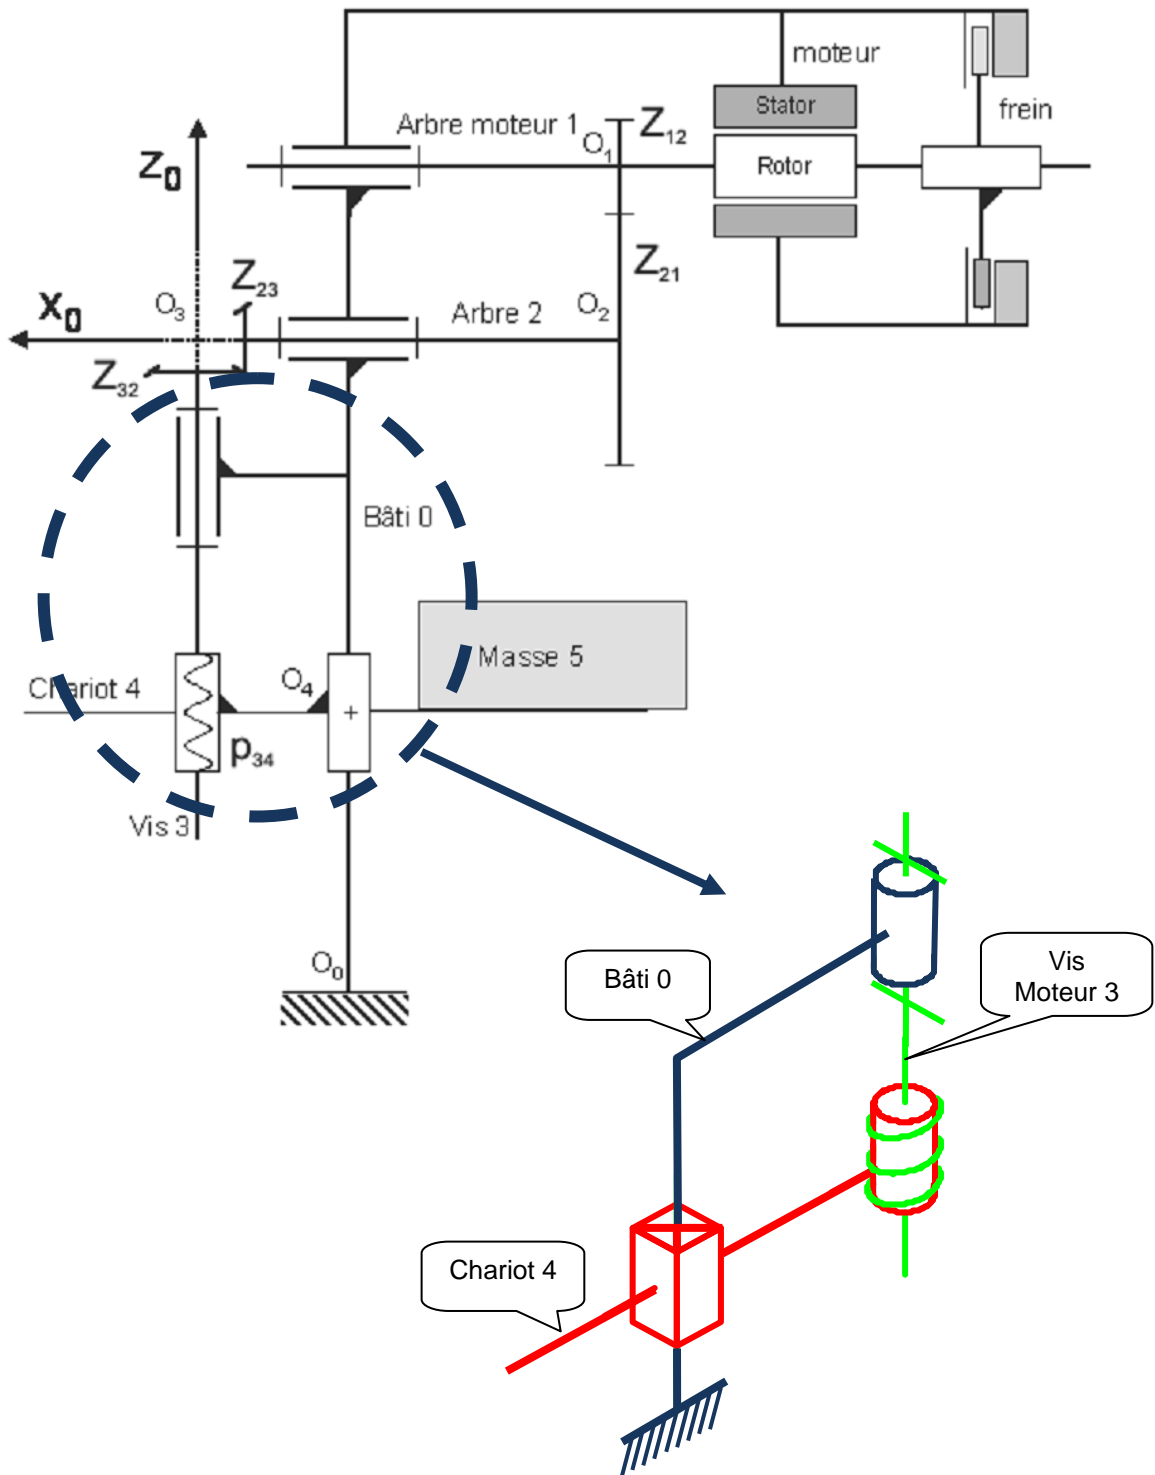 moteur
Stator
Z12
Arbre moteur 1
O1
frein
Rotor
Z0
Z21
Z23
X0
O3
Arbre 2
O2
Z32
Bâti 0
Masse 5
Chariot 4
O4
p34
Vis 3
O0
Bâti 0
Vis
Moteur 3
Chariot 4